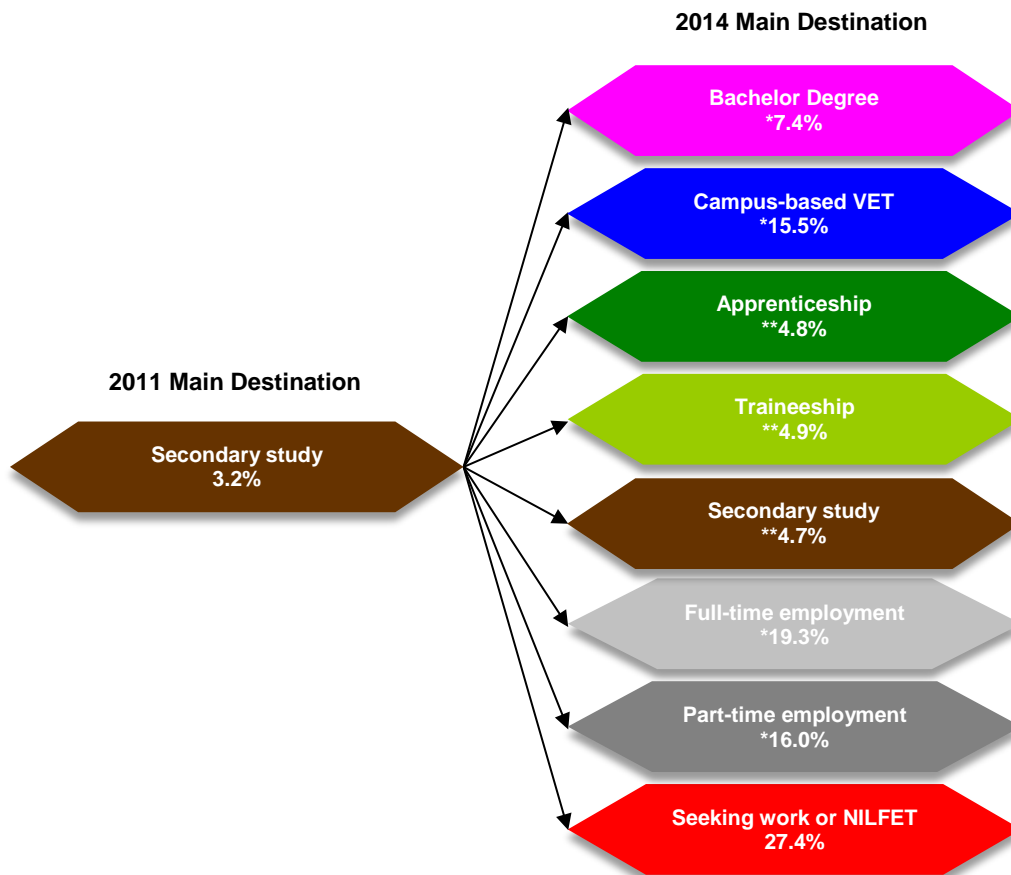 2014 Main Destination
Bachelor Degree
*7.4%
Campus-based VET
*15.5%
Apprenticeship
**4.8%
2011 Main Destination
Secondary study
3.2%
Traineeship
**4.9%
Secondary study
**4.7%
Full-time employment
*19.3%
Part-time employment
*16.0%
Seeking work or NILFET
27.4%